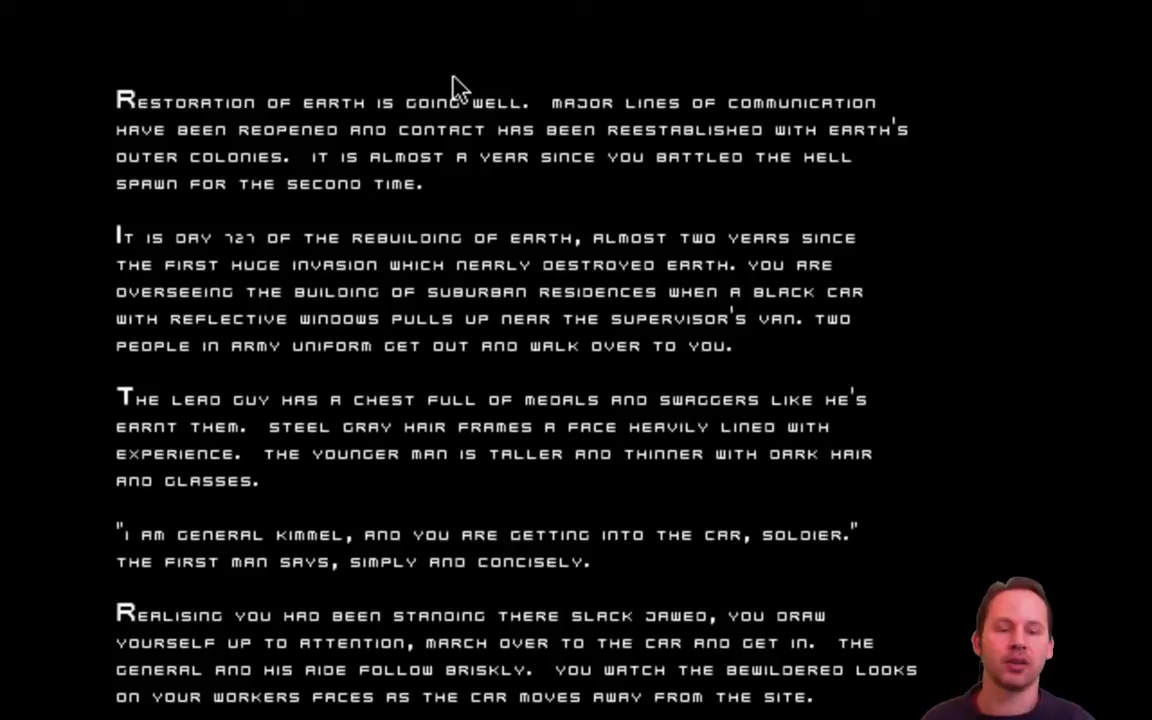 RESTORATION OF EARTH IS GOING WELL.  MAJOR LINES OF COMMUNICATION
HAVE BEEN REOPENED AND CONTACT HAS BEEN REESTABLISHED WITH EARTH'S
OUTER COLONIES.  IT IS ALMOST A YEAR SINCE YOU BATTLED THE HELL
SPAWN FOR THE SECOND TIME.
IT IS DAY 727 OF THE REBUILDING OF EARTH, ALMOST TWO YEARS SINCE
THE FIRST HUGE INVASION WHICH NEARLY DESTROYED EARTH. YOU ARE
OVERSEEING THE BUILDING OF SUBURBAN RESIDENCES WHEN A BLACK CAR
WITH REFLECTIVE WINDOWS PULLS UP NEAR THE SUPERVISOR'S VAN. TWO
PEOPLE IN ARMY UNIFORM GET OUT AND WALK OVER TO YOU.
THE LEAD GUY HAS A CHEST FULL OF MEDALS AND SWAGGERS LIKE HE'S
EARNT THEM.  STEEL GRAY HAIR FRAMES A FACE HEAVILY LINED WITH
EXPERIENCE.  THE YOUNGER MAN IS TALLER AND THINNER WITH DARK HAIR
AND GLASSES.
"I AM GENERAL KIMMEL, AND YOU ARE GETTING INTO THE CAR, SOLDIER."
THE FIRST MAN SAYS, SIMPLY AND CONCISELY.
REALISING YOU HAD BEEN STANDING THERE SLACK JAWED, YOU DRAW
YOURSELF UP TO ATTENTION, MARCH OVER TO THE CAR AND GET IN.  THE
GENERAL AND HIS AIDE FOLLOW BRISKLY.  YOU WATCH THE BEWILDERED LOOKS
ON YOUR WORKERS FACES AS THE CAR MOVES AWAY FROM THE SITE.